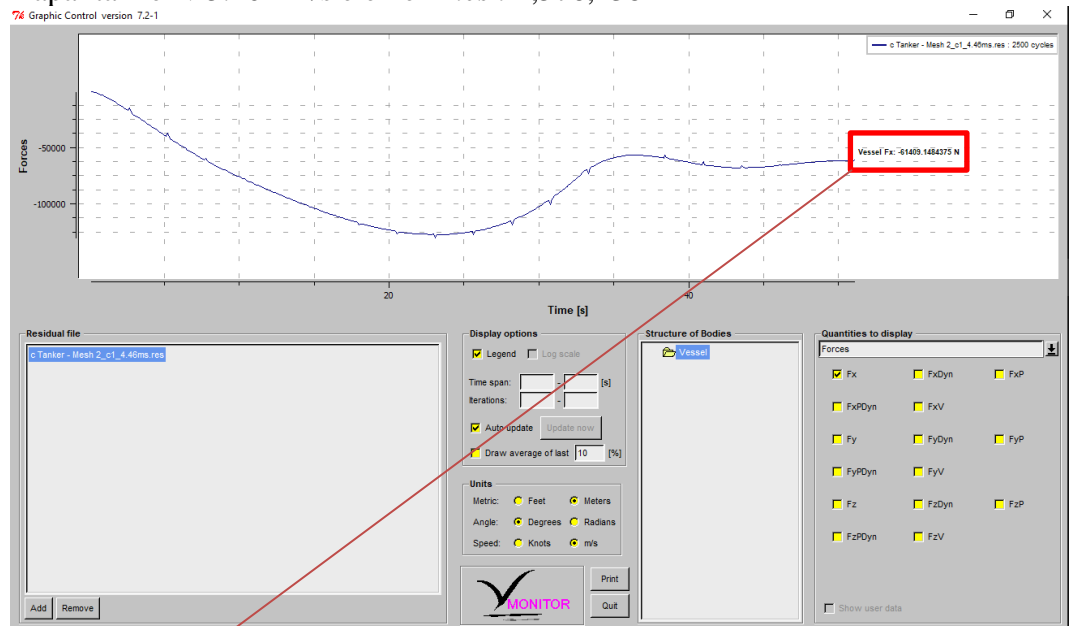 Graphic Control version 7.2-1
c Tanker - Mesh 2_c1_4.46ms.res : 2500 cycles
Forces
-50000
-100000
Vessel Fx: -61409.1484375 N
20
40
Time [s]
Residual file
c Tanker - Mesh 2_c1_4.46ms.res
Add
Remove
Display options
Legend
Log scale
Time span:
-
[s]
Iterations:
-
Auto update
Update now
Draw average of last
10
[%]
Units
Metric:
Feet
Meters
Angle:
Degrees
Radians
Speed:
Knots
m/s
MONITOR
Print
Quit
Structure of Bodies
Vessel
Quantities to display
Forces
Fx
FxDyn
FxP
FxPDyn
FxV
Fy
FyDyn
FyP
FyPDyn
FyV
Fz
FzDyn
FzP
FzPDyn
FzV
Show user data